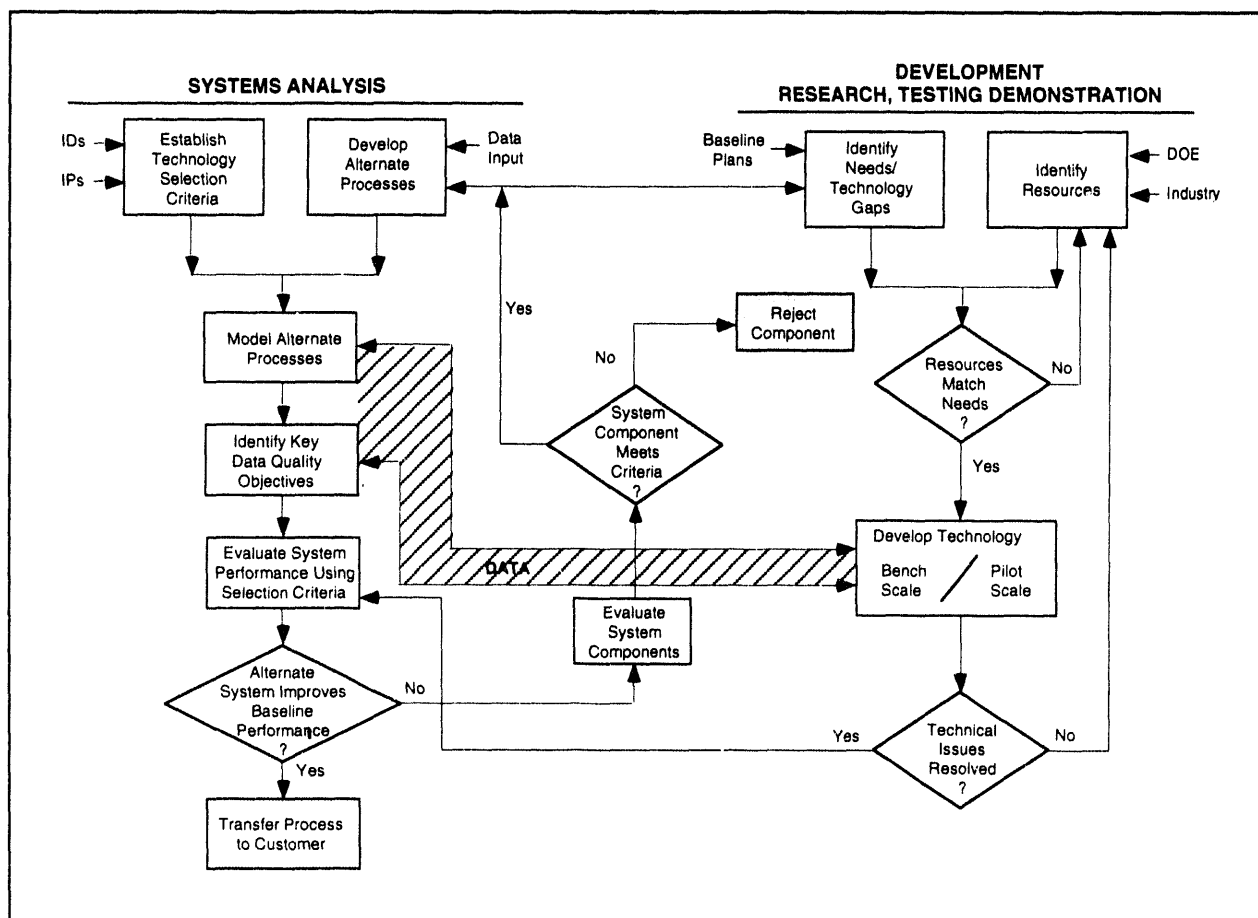 SYSTEMS ANALYSIS
DEVELOPMENT
RESEARCH, TESTING DEMONSTRATION
IDs
IPs
Establish
Technology
Selection
Criteria
Develop
Alternate
Processes
Data
Input
Baseline
Plans
Identify
Needs/
Technology
Gaps
Identify
Resources
DOE
Industry
Model Alternate
Processes
Yes
Reject
Component
No
Resources
Match
Needs
?
No
Identify Key
Data Quality
Objectives
System
Component
Meets
Criteria
?
Yes
Evaluate System
Performance Using
Selection Criteria
DATA
Develop Technology
Bench
Scale
Pilot
Scale
Evaluate
System
Components
Alternate
System Improves
Baseline
Performance
?
No
Yes
Yes
Technical
Issues
Resolved
?
No
Transfer Process
to Customer